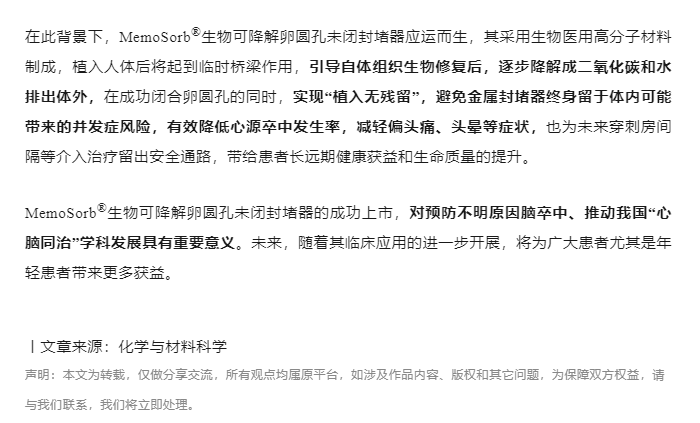 在此背景下，MemoSorb®生物可降解卵圆孔未闭封堵器应运而生，其采用生物医用高分子材料
制成，植入人体后将起到临时桥梁作用，引导自体组织生物修复后，逐步降解成二氧化碳和水
排出体外，在成功闭合卵圆孔的同时，实现“植入无残留”，避免金属封堵器终身留于体内可能
带来的并发症风险，有效降低心源卒中发生率，减轻偏头痛、头晕等症状，也为未来穿刺房间
隔等介入治疗留出安全通路，带给患者长远期健康获益和生命质量的提升。
MemoSorb®生物可降解卵圆孔未闭封堵器的成功上市，对预防不明原因脑卒中、推动我国“心
脑同治”学科发展具有重要意义。未来，随着其临床应用的进一步开展，将为广大患者尤其是年
轻患者带来更多获益。
丨文章来源：化学与材料科学
声明：本文为转载，仅做分享交流，所有观点均属原平台，如涉及作品内容、版权和其它问题，为保障双方权益，请
与我们联系，我们将立即处理。